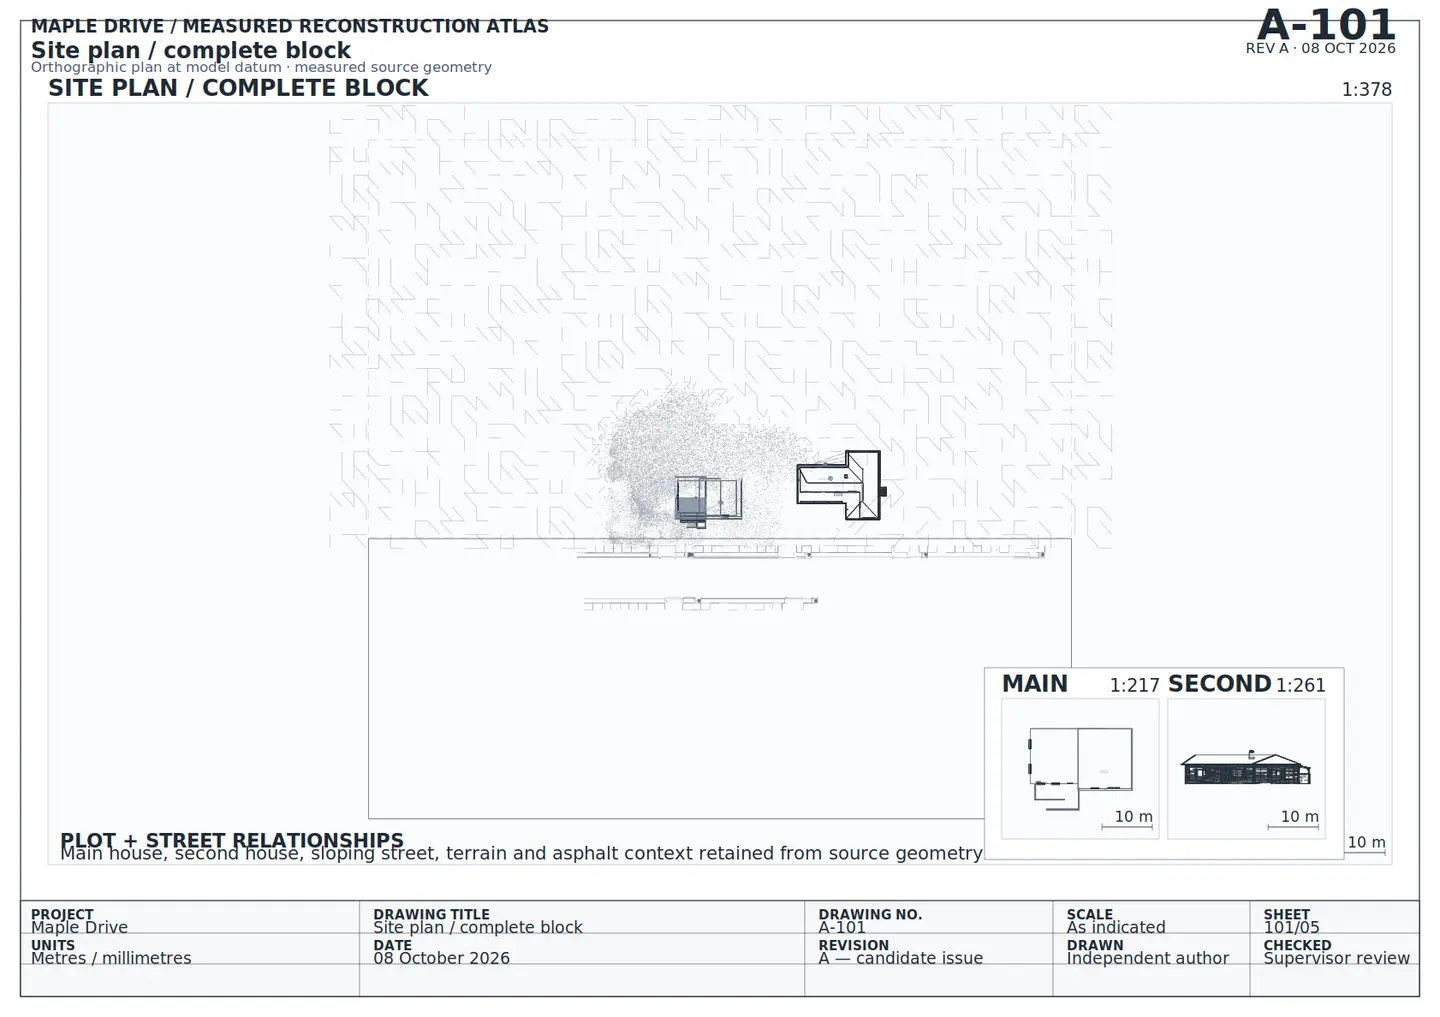 MAPLE DRIVE / MEASURED RECONSTRUCTION ATLAS
A-101
Site plan / complete block
REV A · 08 OCT 2026
Orthographic plan at model datum · measured source geometry
SITE PLAN / COMPLETE BLOCK
1:378
MAIN
1:217
SECOND
1:261
10 m
10 m
PLOT + STREET RELATIONSHIPS
10 m
Main house, second house, sloping street, terrain and asphalt context retained from source geometry
PROJECT
Maple Drive
DRAWING TITLE
Site plan / complete block
DRAWING NO.
A-101
SCALE
As indicated
SHEET
101/05
UNITS
Metres / millimetres
DATE
08 October 2026
REVISION
A — candidate issue
DRAWN
Independent author
CHECKED
Supervisor review